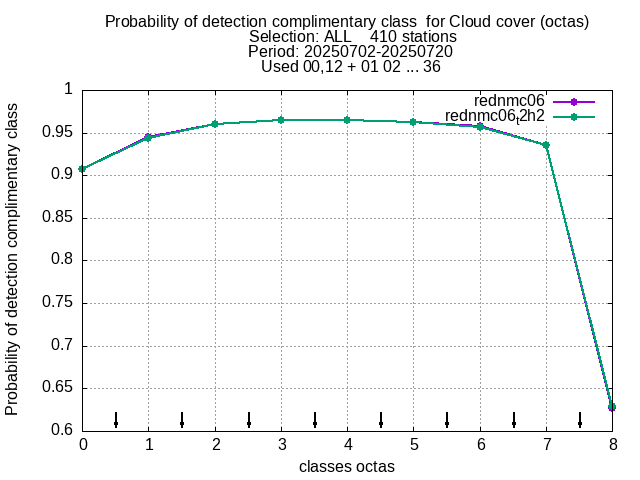 Probability of detection complimentary class  for Cloud cover (octas)
Selection: ALL    410 stations
Period: 20250702-20250720
Used 00,12 + 01 02 ... 36
rednmc06
rednmc06,2h2
Probability of detection complimentary class
1
0.95
0.9
0.85
0.8
0.75
0.7
0.65
0.6
0 1 2 3 4 5 6 7 8
classes octas